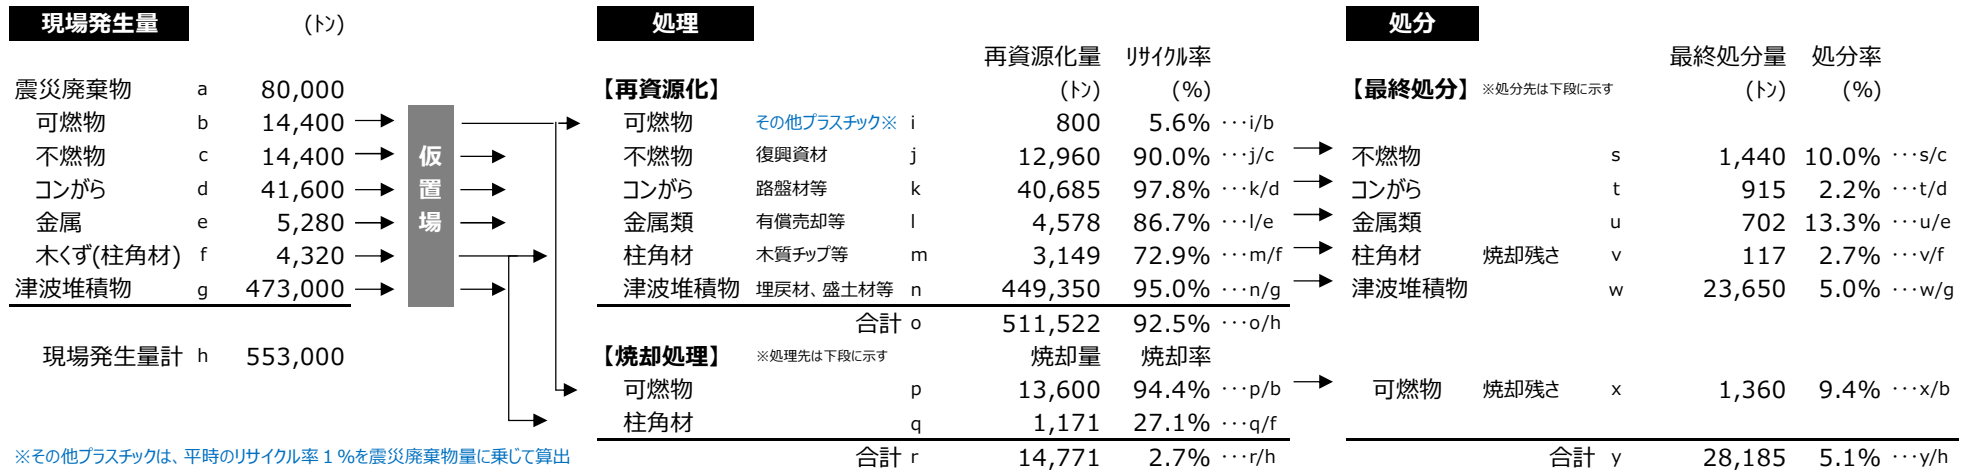 現場発生量 (トン) 処理 処分
再資源化量 リサイクル率 最終処分量 処分率
震災廃棄物 a 80,000 【再資源化】 (トン) (%) 【最終処分】 ※処分先は下段に示す (トン) (%)
可燃物 b 14,400 可燃物 その他プラスチック※ i 800 5.6% ···i/b
不燃物 c 14,400 仮 不燃物 復興資材 j 12,960 90.0% ···j/c 不燃物 s 1,440 10.0% ···s/c
コンがら d 41,600 置 コンがら 路盤材等 k 40,685 97.8% ···k/d コンがら t 915 2.2% ···t/d
金属 e 5,280 場 金属類 有償売却等 l 4,578 86.7% ···l/e 金属類 u 702 13.3% ···u/e
木くず(柱角材) f 4,320 柱角材 木質チップ等 m 3,149 72.9% ···m/f 柱角材 焼却残さ v 117 2.7% ···v/f
津波堆積物 g 473,000 津波堆積物 埋戻材、盛土材等 n 449,350 95.0% ···n/g 津波堆積物 w 23,650 5.0% ···w/g
合計 o 511,522 92.5% ···o/h
現場発生量計 h 553,000 【焼却処理】 ※処理先は下段に示す 焼却量 焼却率
可燃物 p 13,600 94.4% ···p/b 可燃物 焼却残さ x 1,360 9.4% ···x/b
柱角材 q 1,171 27.1% ···q/f
※その他プラスチックは、平時のリサイクル率1%を震災廃棄物量に乗じて算出 合計 r 14,771 2.7% ···r/h 合計 y 28,185 5.1% ···y/h